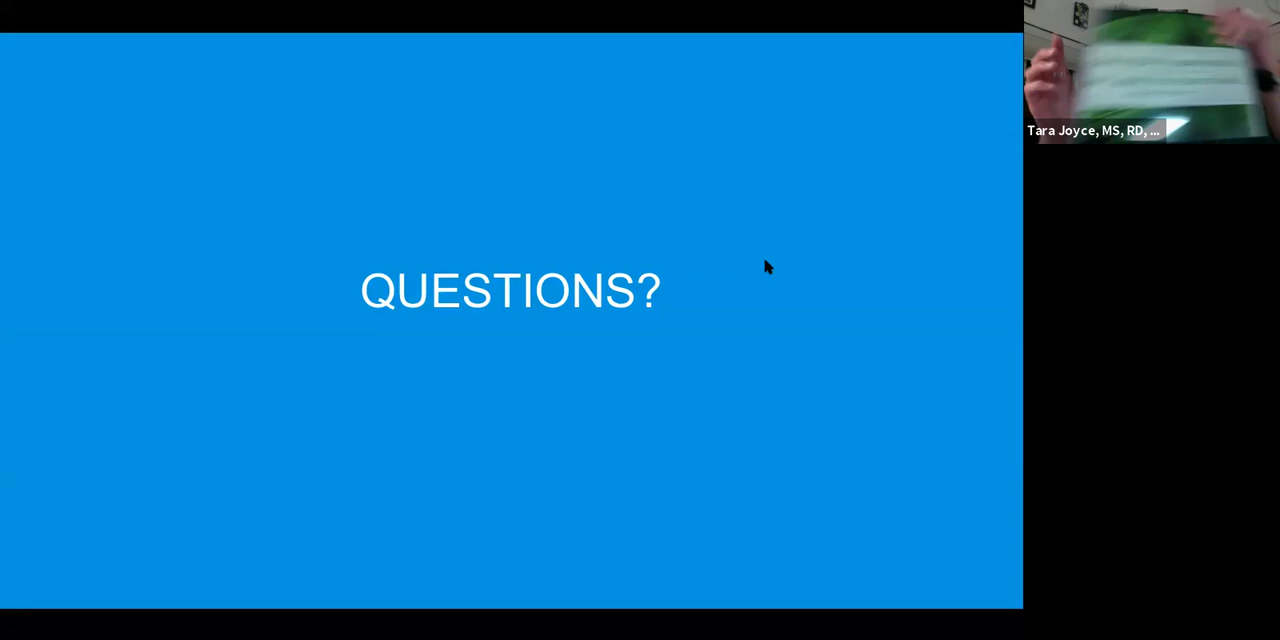 QUESTIONS?
Tara Joyce, MS, RD, ...